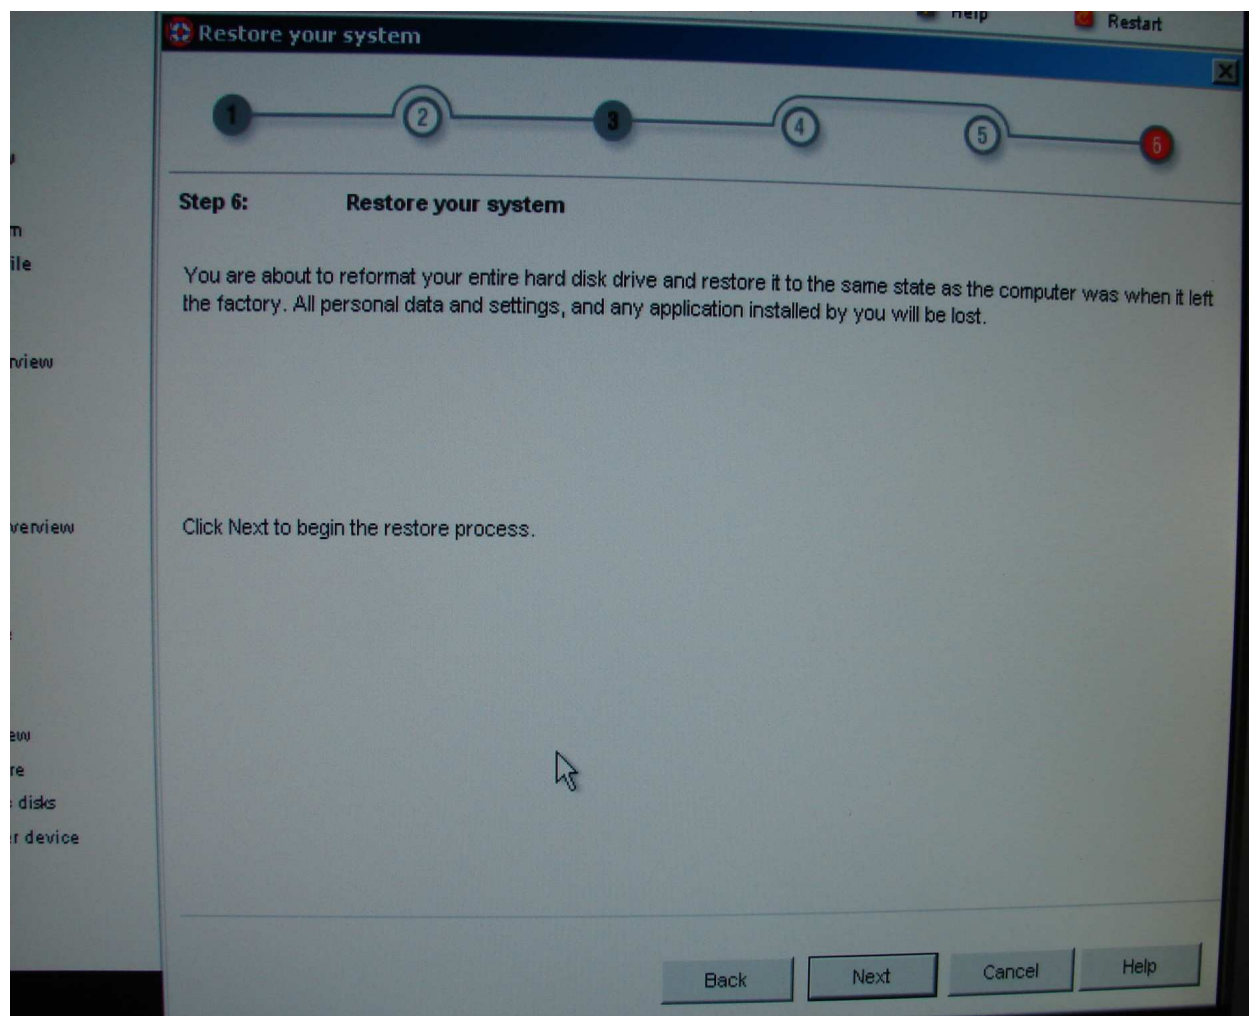 Help
Restart
Restore your system
1 2 3 4 5 6
Step 6: Restore your system
You are about to reformat your entire hard disk drive and restore it to the same state as the computer was when it left
the factory. All personal data and settings, and any application installed by you will be lost.
Click Next to begin the restore process.
disks
device
Back Next Cancel Help